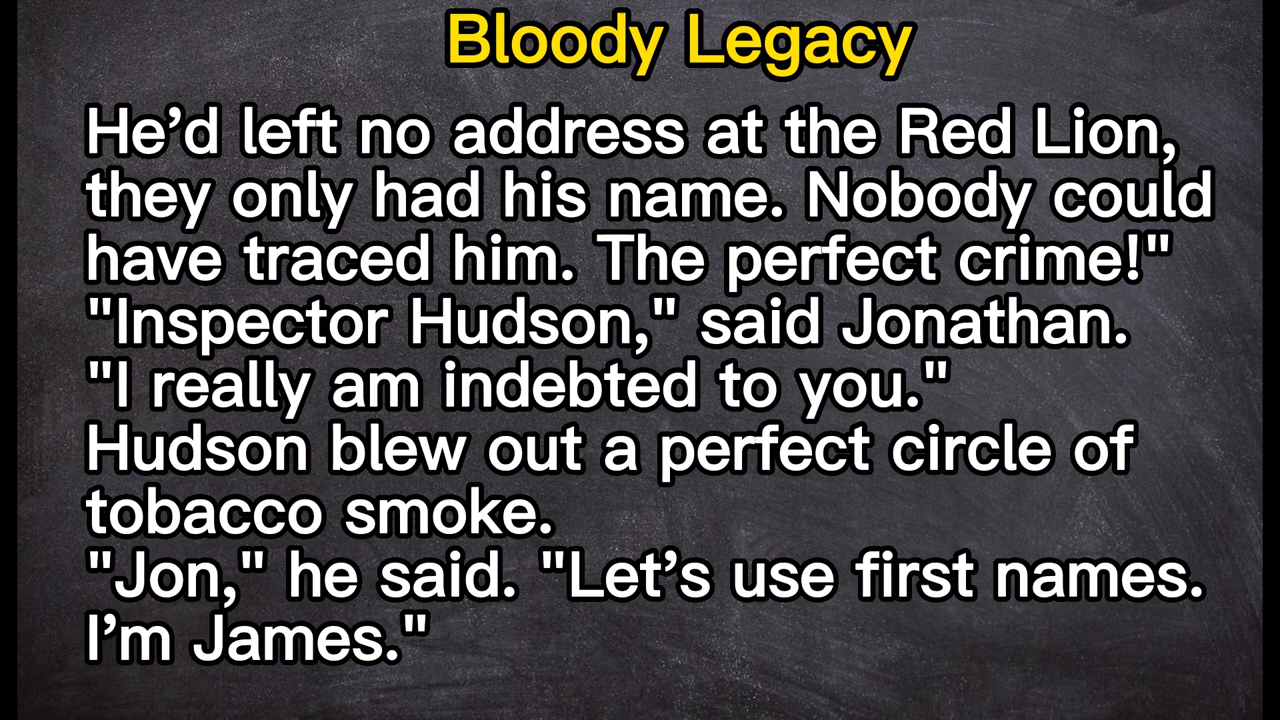 Bloody Legacy
He’d left no address at the Red Lion,
they only had his name. Nobody could
have traced him. The perfect crime!"
"Inspector Hudson," said Jonathan.
"I really am indebted to you."
Hudson blew out a perfect circle of
tobacco smoke.
"Jon," he said. "Let’s use first names.
I’m James."